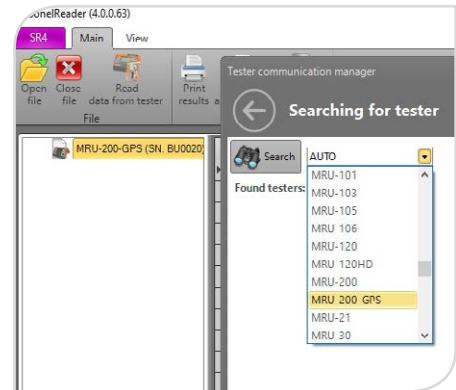 SonelReader (4.0.0.63)
SR4 Main View
Open file
Close file
Read data from tester
Print results
File
MRU-200-GPS (SN. BU0020
Tester communication manager
Searching for tester
Search
AUTO
Found testers:
MRU-101
MRU-103
MRU-105
MRU 106
MRU-120
MRU 120HD
MRU-200
MRU 200 GPS
MRU-21
MRU 30